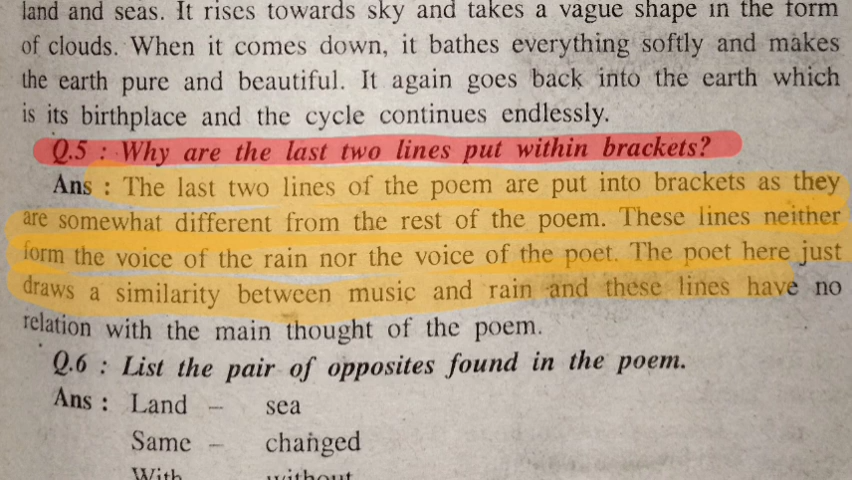 land and seas. It rises towards sky and takes a vague shape in the form
of clouds. When it comes down, it bathes everything softly and makes
the earth pure and beautiful. It again goes back into the earth which
is its birthplace and the cycle continues endlessly.
Q.5 : Why are the last two lines put within brackets?
Ans : The last two lines of the poem are put into brackets as they
are somewhat different from the rest of the poem. These lines neither
form the voice of the rain nor the voice of the poet. The poet here just
draws a similarity between music and rain and these lines have no
relation with the main thought of the poem.
Q.6 : List the pair of opposites found in the poem.
Ans : Land – sea
Same – changed
With without